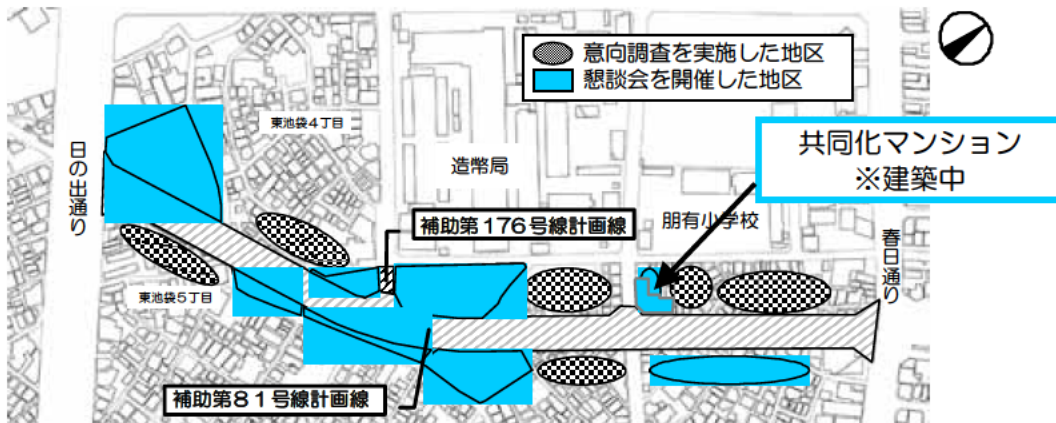 意向調査を実施した地区
懇談会を開催した地区
東池袋4丁目
日の出通り
造幣局
共同化マンション
※建築中
朋有小学校
補助第176号線計画線
春日通り
東池袋5丁目
補助第81号線計画線